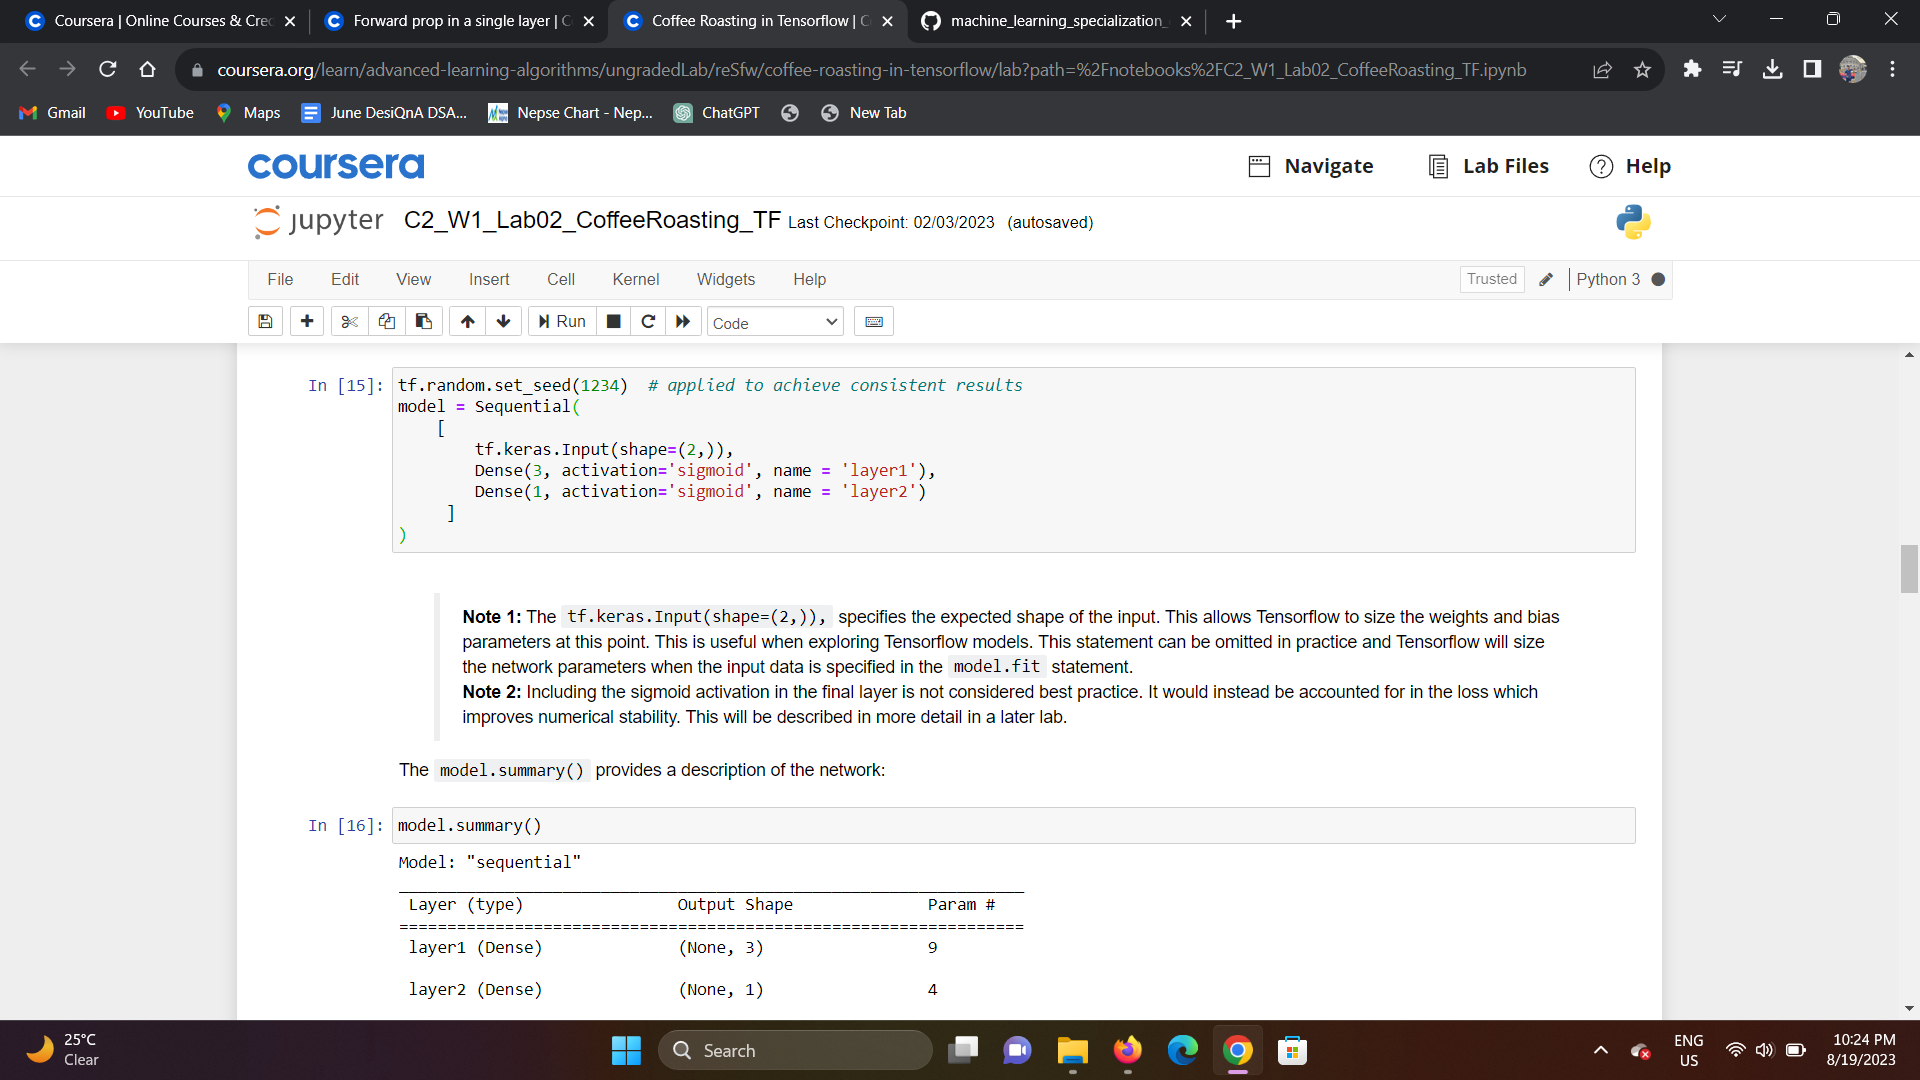 Coursera | Online Courses & Cre
Forward prop in a single layer | C
Coffee Roasting in Tensorflow | C
machine_learning_specialization_
coursera.org/learn/advanced-learning-algorithms/ungradedLab/reSfw/coffee-roasting-in-tensorflow/lab?path=%2Fnotebooks%2FC2_W1_Lab02_CoffeeRoasting_TF.ipynb
Gmail YouTube Maps June DesiQnA DSA... Nepse Chart - Nep... ChatGPT New Tab
coursera Navigate Lab Files Help
jupyter C2_W1_Lab02_CoffeeRoasting_TF Last Checkpoint: 02/03/2023 (autosaved)
File Edit View Insert Cell Kernel Widgets Help Trusted Python 3
Run Code
In [15]: tf.random.set_seed(1234)  # applied to achieve consistent results
model = Sequential(
[
tf.keras.Input(shape=(2,)),
Dense(3, activation='sigmoid', name = 'layer1'),
Dense(1, activation='sigmoid', name = 'layer2')
]
)
Note 1: The tf.keras.Input(shape=(2,)), specifies the expected shape of the input. This allows Tensorflow to size the weights and bias
parameters at this point. This is useful when exploring Tensorflow models. This statement can be omitted in practice and Tensorflow will size
the network parameters when the input data is specified in the model.fit statement.
Note 2: Including the sigmoid activation in the final layer is not considered best practice. It would instead be accounted for in the loss which
improves numerical stability. This will be described in more detail in a later lab.
The model.summary() provides a description of the network:
In [16]: model.summary()
Model: "sequential"
_________________________________________________________________
Layer (type) Output Shape Param #
=================================================================
layer1 (Dense) (None, 3) 9
layer2 (Dense) (None, 1) 4
25°C
Clear
Search
ENG
US
10:24 PM
8/19/2023